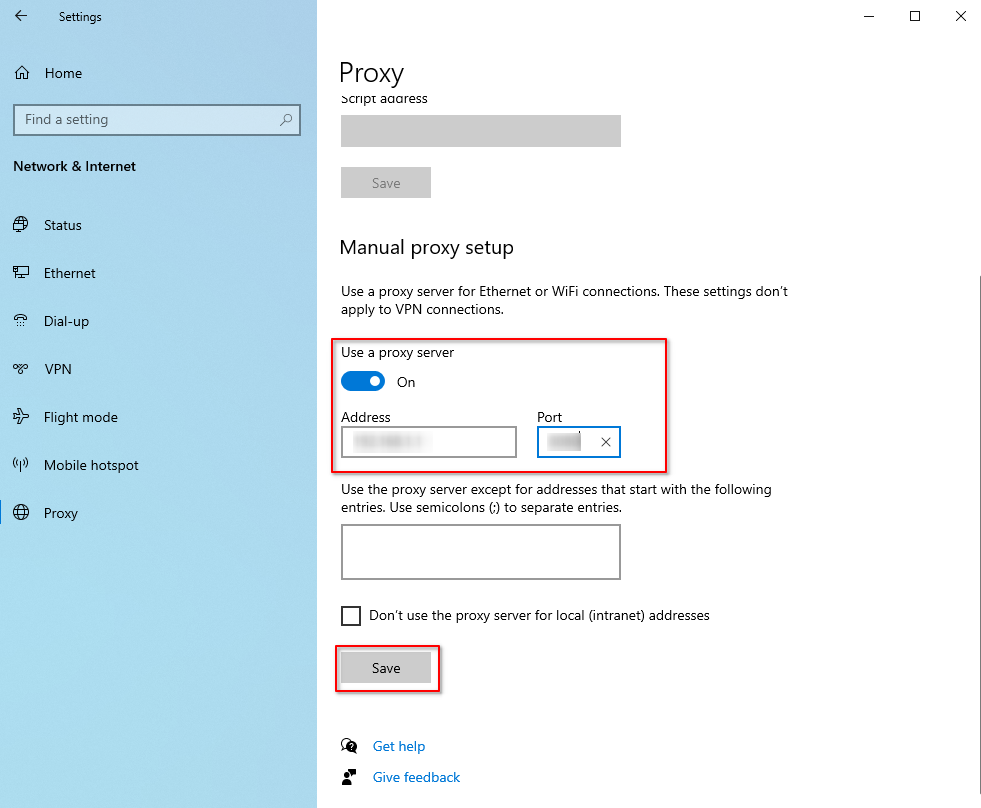 Settings
Home
Find a setting
Network & Internet
Status
Ethernet
Dial-up
VPN
Flight mode
Mobile hotspot
Proxy
Proxy
Script address
Save
Manual proxy setup
Use a proxy server for Ethernet or WiFi connections. These settings don't
apply to VPN connections.
Use a proxy server
On
Address
Port
Use the proxy server except for addresses that start with the following
entries. Use semicolons (;) to separate entries.
Don't use the proxy server for local (intranet) addresses
Save
Get help
Give feedback